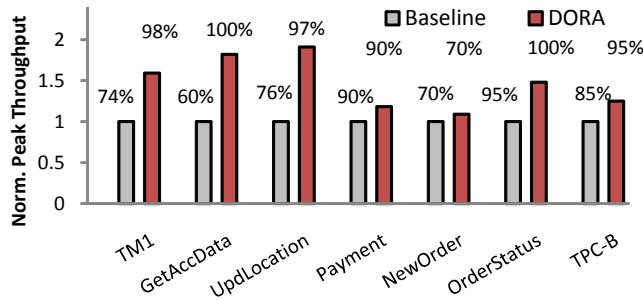 Baseline DORA
98% 100% 97% 90% 70% 100% 95%
74% 60% 76% 90% 70% 95% 85%
Norm. Peak Throughput
2
1.5
1
0.5
0
TM1
GetAccData
UpdLocation
Payment
NewOrder
OrderStatus
TPC-B